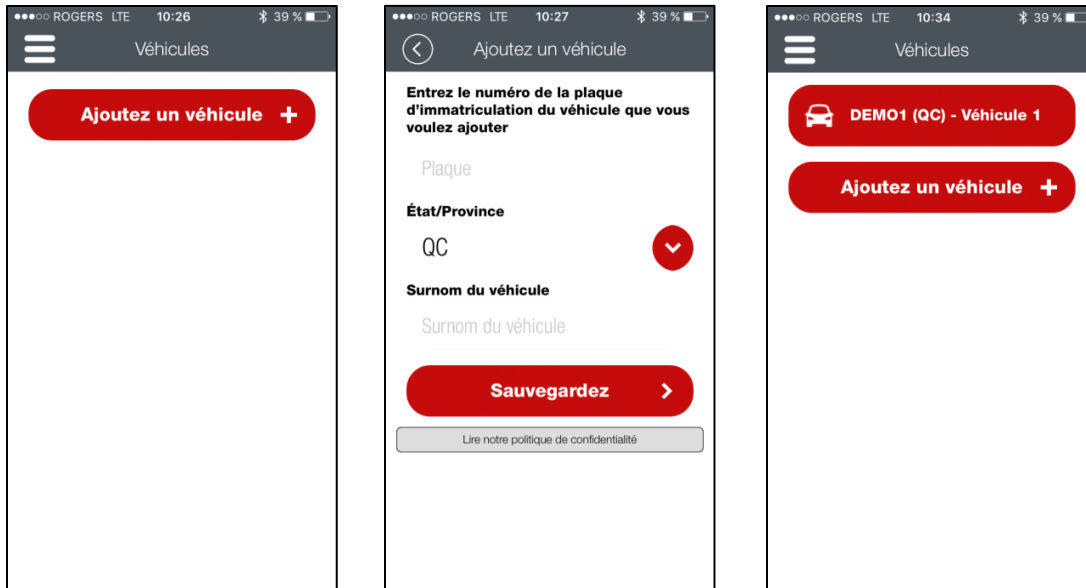 ROGERS LTE 10:26 39 %
Véhicules
Ajoutez un véhicule +
ROGERS LTE 10:27 39 %
Ajoutez un véhicule
Entrez le numéro de la plaque
d'immatriculation du véhicule que vous
voulez ajouter
Plaque
État/Province
QC
Surnom du véhicule
Surnom du véhicule
Sauvegardez
Lire notre politique de confidentialité
ROGERS LTE 10:34 39 %
Véhicules
DEMO1 (QC) - Véhicule 1
Ajoutez un véhicule +